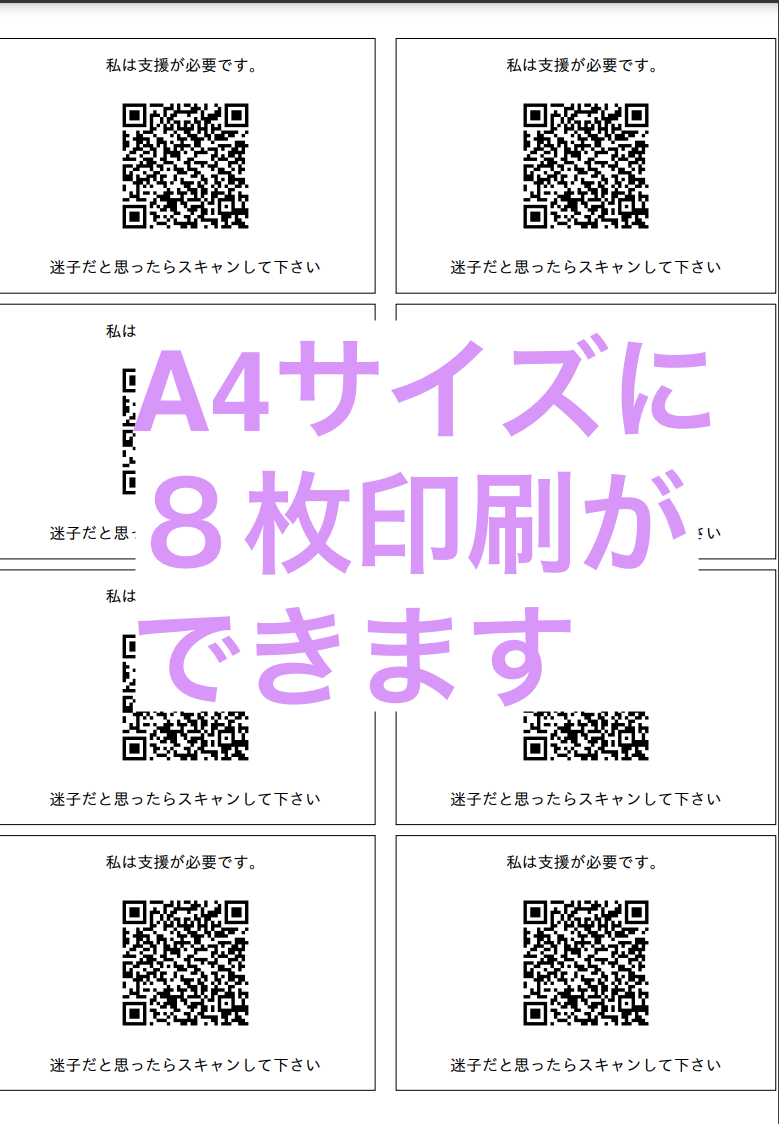 私は支援が必要です。
私は支援が必要です。
迷子だと思ったらスキャンして下さい
迷子だと思ったらスキャンして下さい
私は
A4サイズに
８枚印刷が
迷子だと思っ
さい
私は
できます
迷子だと思ったらスキャンして下さい
迷子だと思ったらスキャンして下さい
私は支援が必要です。
私は支援が必要です。
迷子だと思ったらスキャンして下さい
迷子だと思ったらスキャンして下さい